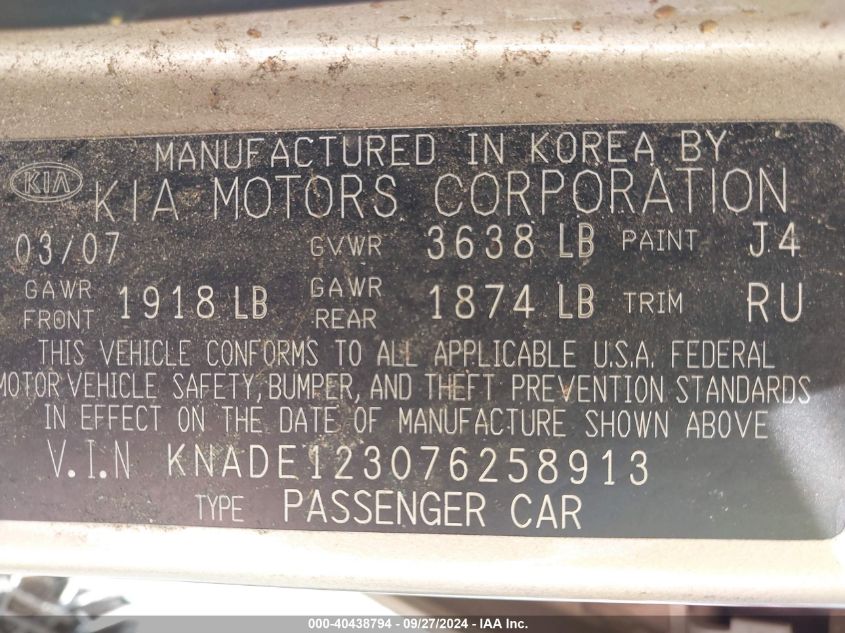 MANUFACTURED IN KOREA BY
KIA KIA MOTORS CORPORATION
03/07 GVWR 3638 LB PAINT J4
GAWR FRONT 1918 LB GAWR REAR 1874 LB TRIM RU
THIS VEHICLE CONFORMS TO ALL APPLICABLE U.S.A. FEDERAL
MOTOR VEHICLE SAFETY, BUMPER, AND THEFT PREVENTION STANDARDS
IN EFFECT ON THE DATE OF MANUFACTURE SHOWN ABOVE
V.I.N KNADE123076258913
TYPE PASSENGER CAR
000-40438794 - 09/27/2024 - IAA Inc.